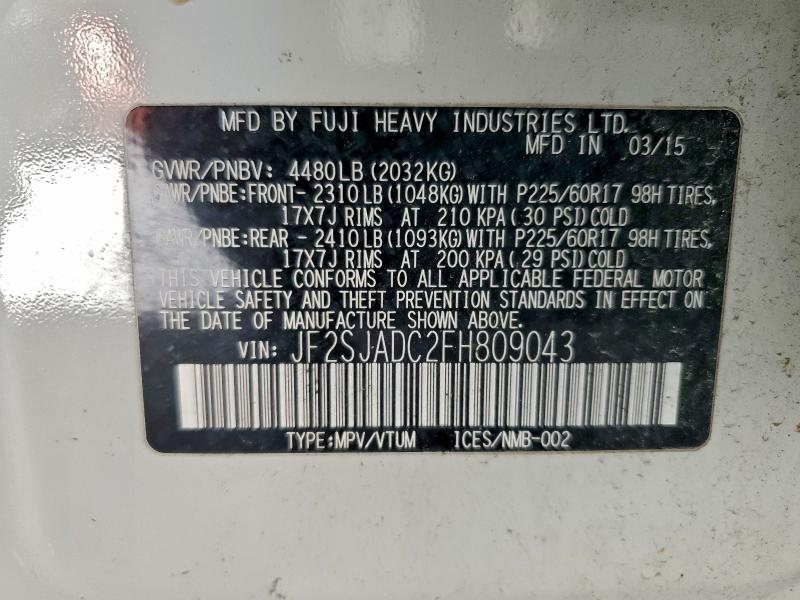 MFD BY FUJI HEAVY INDUSTRIES LTD.
MFD IN 03/15
GVWR/PNBV: 4480LB (2032KG)
GAWR/PNBE:FRONT- 2310LB (1048KG) WITH P225/60R17 98H TIRES,
17X7J RIMS AT 210 KPA (30 PSI) COLD
GAWR/PNBE:REAR - 2410LB (1093KG) WITH P225/60R17 98H TIRES,
17X7J RIMS AT 200 KPA (29 PSI) COLD
THIS VEHICLE CONFORMS TO ALL APPLICABLE FEDERAL MOTOR
VEHICLE SAFETY AND THEFT PREVENTION STANDARDS IN EFFECT ON
THE DATE OF MANUFACTURE SHOWN ABOVE.
VIN: JF2SJADC2FH809043
TYPE:MPV/VTUM ICES/NMB-002